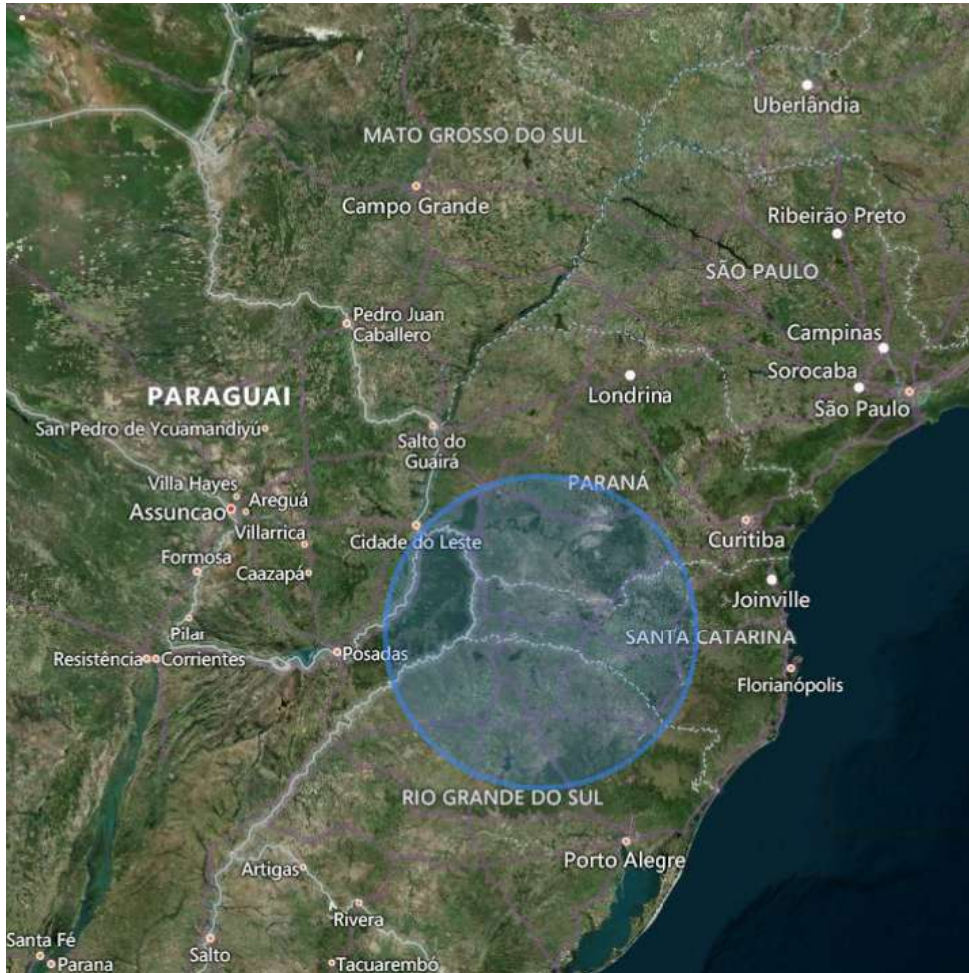 Uberlândia
MATO GROSSO DO SUL
Campo Grande
Ribeirão Preto
SÃO PAULO
Pedro Juan
Caballero
Campinas
Sorocaba
São Paulo
Londrina
PARAGUAI
San Pedro de Ycuamandiyú
Salto do
Guairá
Villa Hayes
Areguá
Assuncao
Villarrica
PARANÁ
Cidade do Leste
Curitiba
Formosa
Caazapá
Joinville
Pilar
SANTA CATARINA
Resistência
Corrientes
Posadas
Florianópolis
RIO GRANDE DO SUL
Porto Alegre
Artigas
Rivera
Santa Fé
Parana
Salto
Tacuarembó